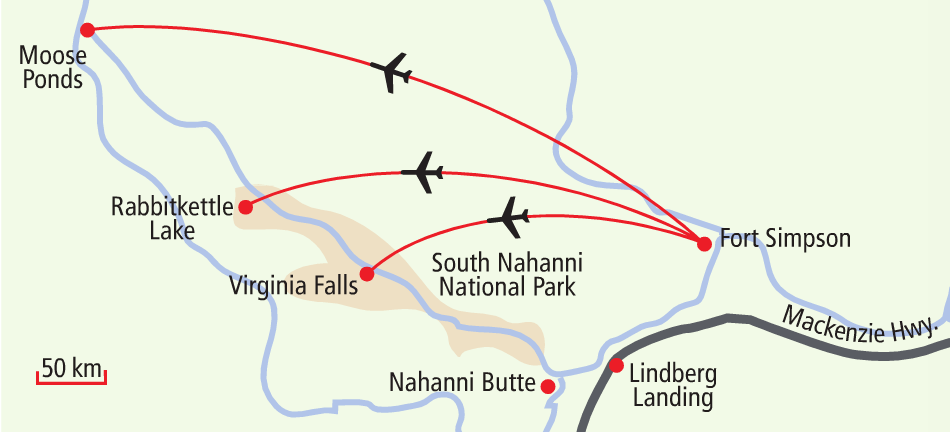 Moose
Ponds
Rabbitkettle
Lake
Fort Simpson
South Nahanni
National Park
Virginia Falls
Mackenzie Hwy.
50 km
Nahanni Butte
Lindberg
Landing